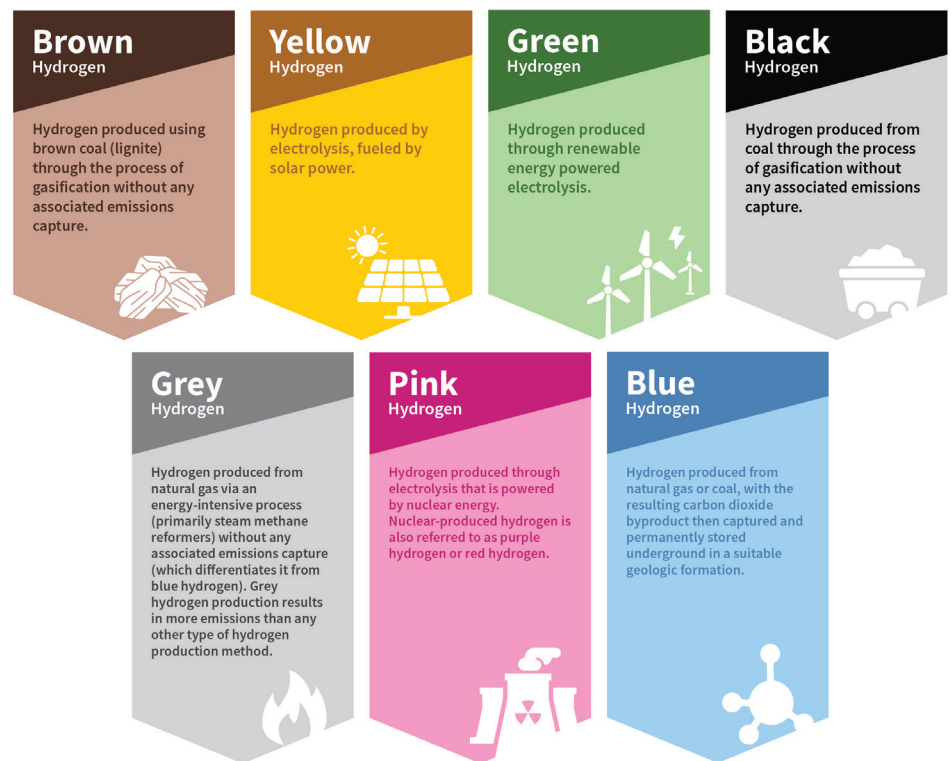 Brown
Hydrogen
Hydrogen produced using
brown coal (lignite)
through the process of
gasification without any
associated emissions
capture.
Yellow
Hydrogen
Hydrogen produced by
electrolysis, fueled by
solar power.
Green
Hydrogen
Hydrogen produced
through renewable
energy powered
electrolysis.
Black
Hydrogen
Hydrogen produced from
coal through the process
of gasification without
any associated emissions
capture.
Grey
Hydrogen
Hydrogen produced from
natural gas via an
energy-intensive process
(primarily steam methane
reformers) without any
associated emissions capture
(which differentiates it from
blue hydrogen). Grey
hydrogen production results
in more emissions than any
other type of hydrogen
production method.
Pink
Hydrogen
Hydrogen produced through
electrolysis that is powered
by nuclear energy.
Nuclear-produced hydrogen is
also referred to as purple
hydrogen or red hydrogen.
Blue
Hydrogen
Hydrogen produced from
natural gas or coal, with the
resulting carbon dioxide
byproduct then captured and
permanently stored
underground in a suitable
geologic formation.